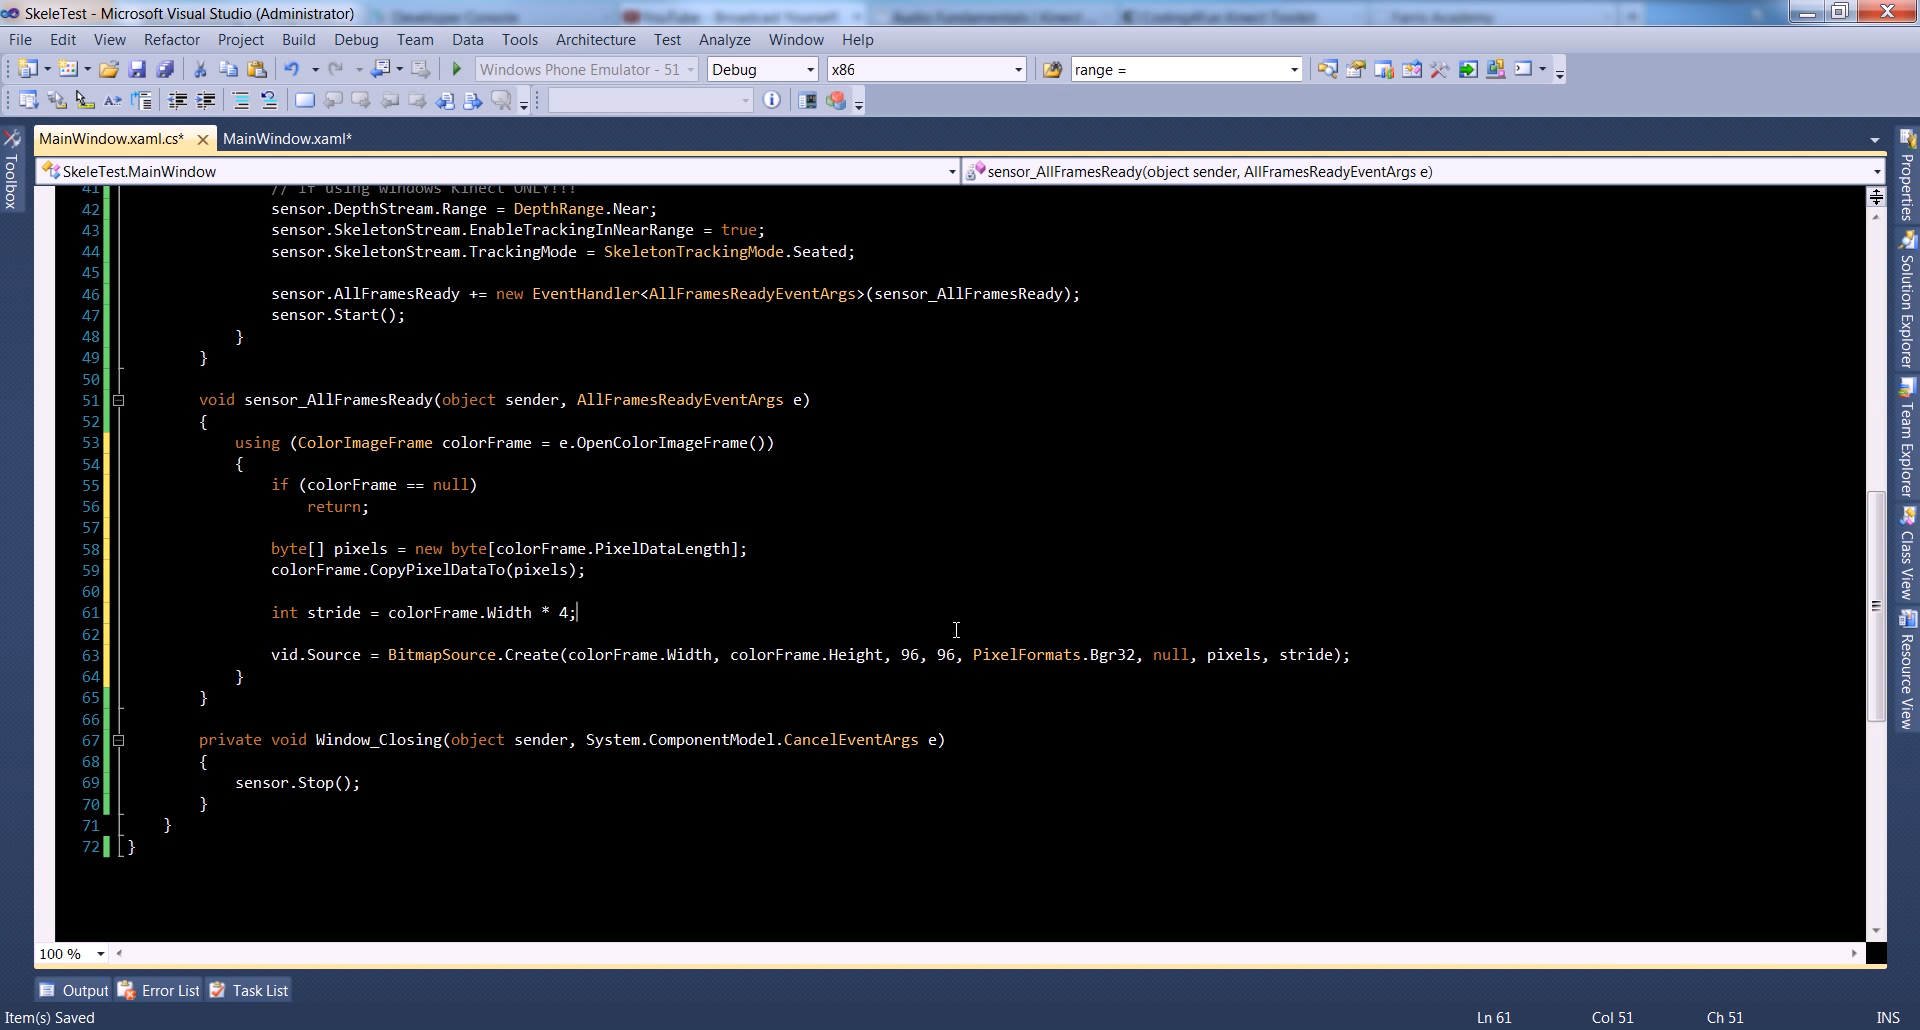 SkeleTest - Microsoft Visual Studio (Administrator)
File Edit View Refactor Project Build Debug Team Data Tools Architecture Test Analyze Window Help
Windows Phone Emulator - 51 Debug x86 range =
MainWindow.xaml.cs* MainWindow.xaml*
SkeleTest.MainWindow sensor_AllFramesReady(object sender, AllFramesReadyEventArgs e)
Toolbox
41 // If using Windows Kinect ONLY!!!
42 sensor.DepthStream.Range = DepthRange.Near;
43 sensor.SkeletonStream.EnableTrackingInNearRange = true;
44 sensor.SkeletonStream.TrackingMode = SkeletonTrackingMode.Seated;
45
46 sensor.AllFramesReady += new EventHandler<AllFramesReadyEventArgs>(sensor_AllFramesReady);
47 sensor.Start();
48 }
49 }
50
51 void sensor_AllFramesReady(object sender, AllFramesReadyEventArgs e)
52 {
53 using (ColorImageFrame colorFrame = e.OpenColorImageFrame())
54 {
55 if (colorFrame == null)
56 return;
57
58 byte[] pixels = new byte[colorFrame.PixelDataLength];
59 colorFrame.CopyPixelDataTo(pixels);
60
61 int stride = colorFrame.Width * 4;
62
63 vid.Source = BitmapSource.Create(colorFrame.Width, colorFrame.Height, 96, 96, PixelFormats.Bgr32, null, pixels, stride);
64 }
65 }
66
67 private void Window_Closing(object sender, System.ComponentModel.CancelEventArgs e)
68 {
69 sensor.Stop();
70 }
71 }
72 }
Properties
Solution Explorer
Team Explorer
Class View
Resource View
100 %
Output Error List Task List
Item(s) Saved Ln 61 Col 51 Ch 51 INS